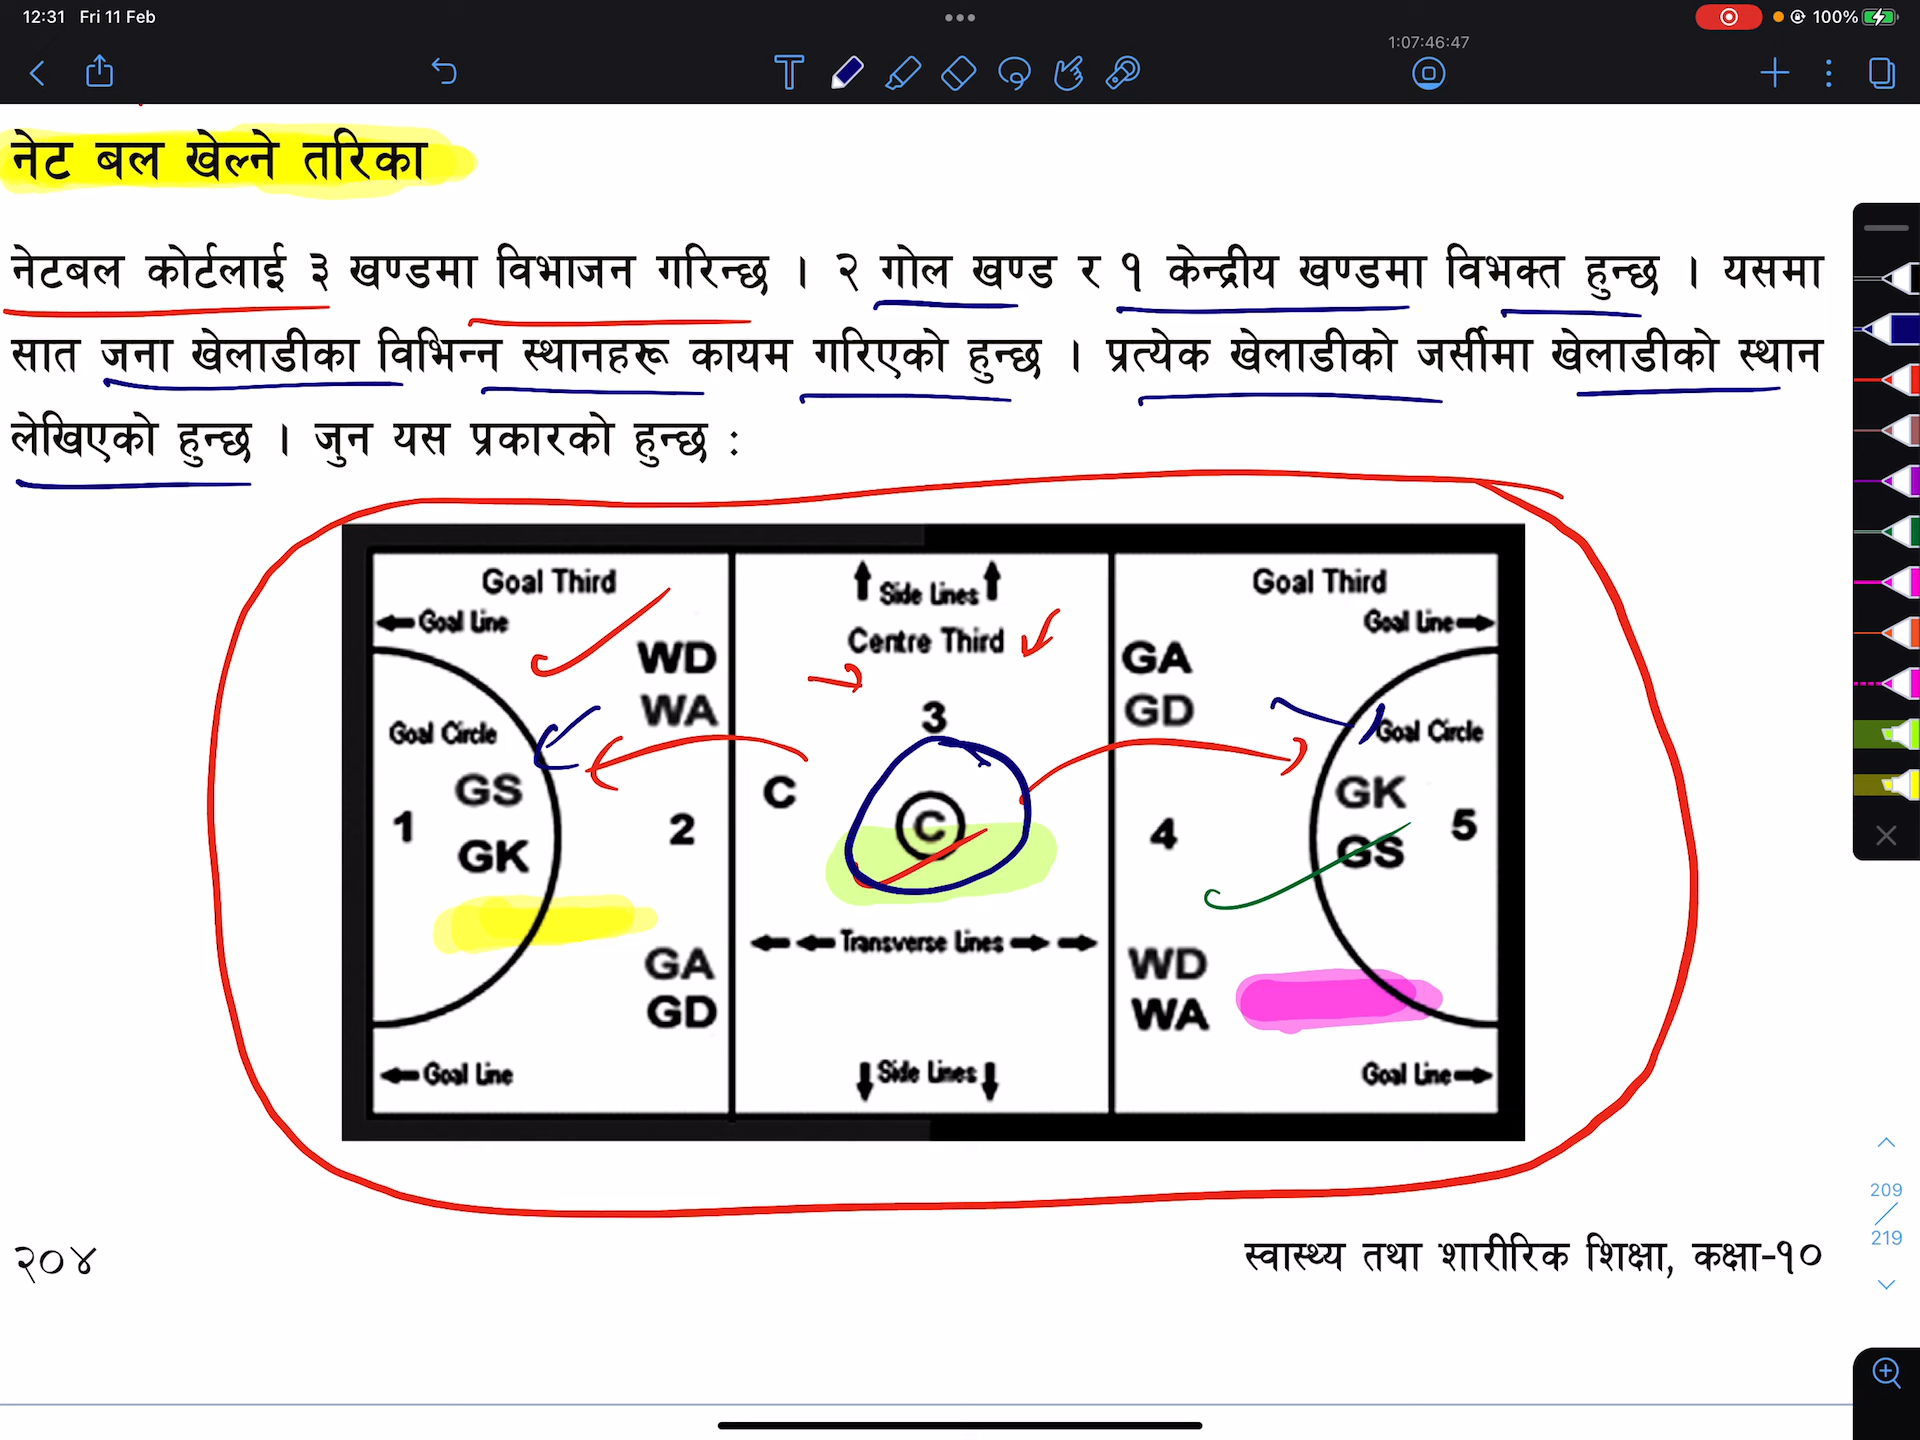 12:31 Fri 11 Feb
100%
1:07:46:47
नेट बल खेल्ने तरिका
नेटबल कोर्टलाई ३ खण्डमा विभाजन गरिन्छ । २ गोल खण्ड र १ केन्द्रीय खण्डमा विभक्त हुन्छ । यसमा
सात जना खेलाडीका विभिन्न स्थानहरू कायम गरिएको हुन्छ । प्रत्येक खेलाडीको जर्सीमा खेलाडीको स्थान
लेखिएको हुन्छ । जुन यस प्रकारको हुन्छ :
Goal Third Side Lines Goal Third
Goal Line Goal Line
Centre Third
WD GA
WA 3 GD
Goal Circle Goal Circle
GS C GK
1 2 C 4 5
GK GS
Transverse Lines
GA WD
GD WA
Goal Line Side Lines Goal Line
209
219
२०४ स्वास्थ्य तथा शारीरिक शिक्षा, कक्षा-१०